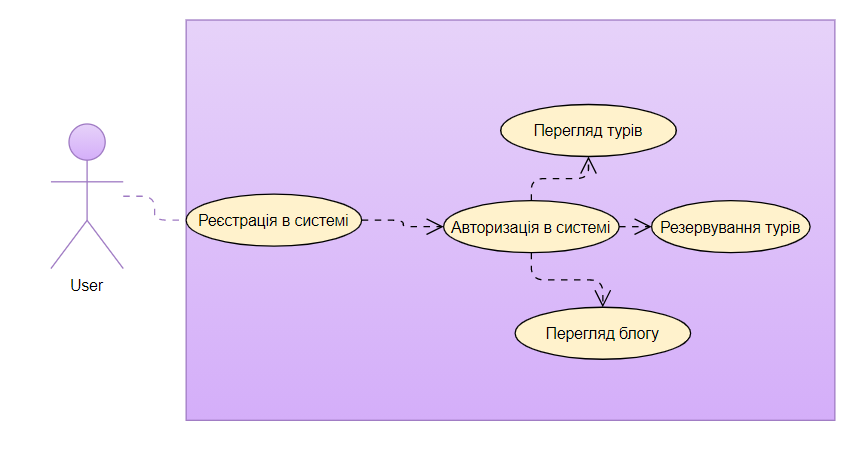 Перегляд турів
Реєстрація в системі
Авторизація в системі
Резервування турів
User
Перегляд блогу